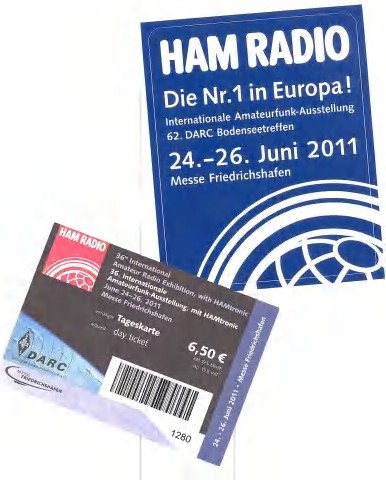 HAM RADIO
Die Nr.1 in Europa!
Internationale Amateurfunk-Ausstellung
62. DARC Bodenseetreffen
24.–26. Juni 2011
Messe Friedrichshafen
HAM RADIO
36th International
Amateur Radio Exhibition, with HAMtronic
36. Internationale
Amateurfunk-Ausstellung, mit HAMtronic
June 24–26, 2011
Messe Friedrichshafen
Tageskarte
day ticket
6,50 €
DARC
MESSE
FRIEDRICHSHAFEN
1280
24. - 26. Juni 2011 - Messe Friedrichshafen